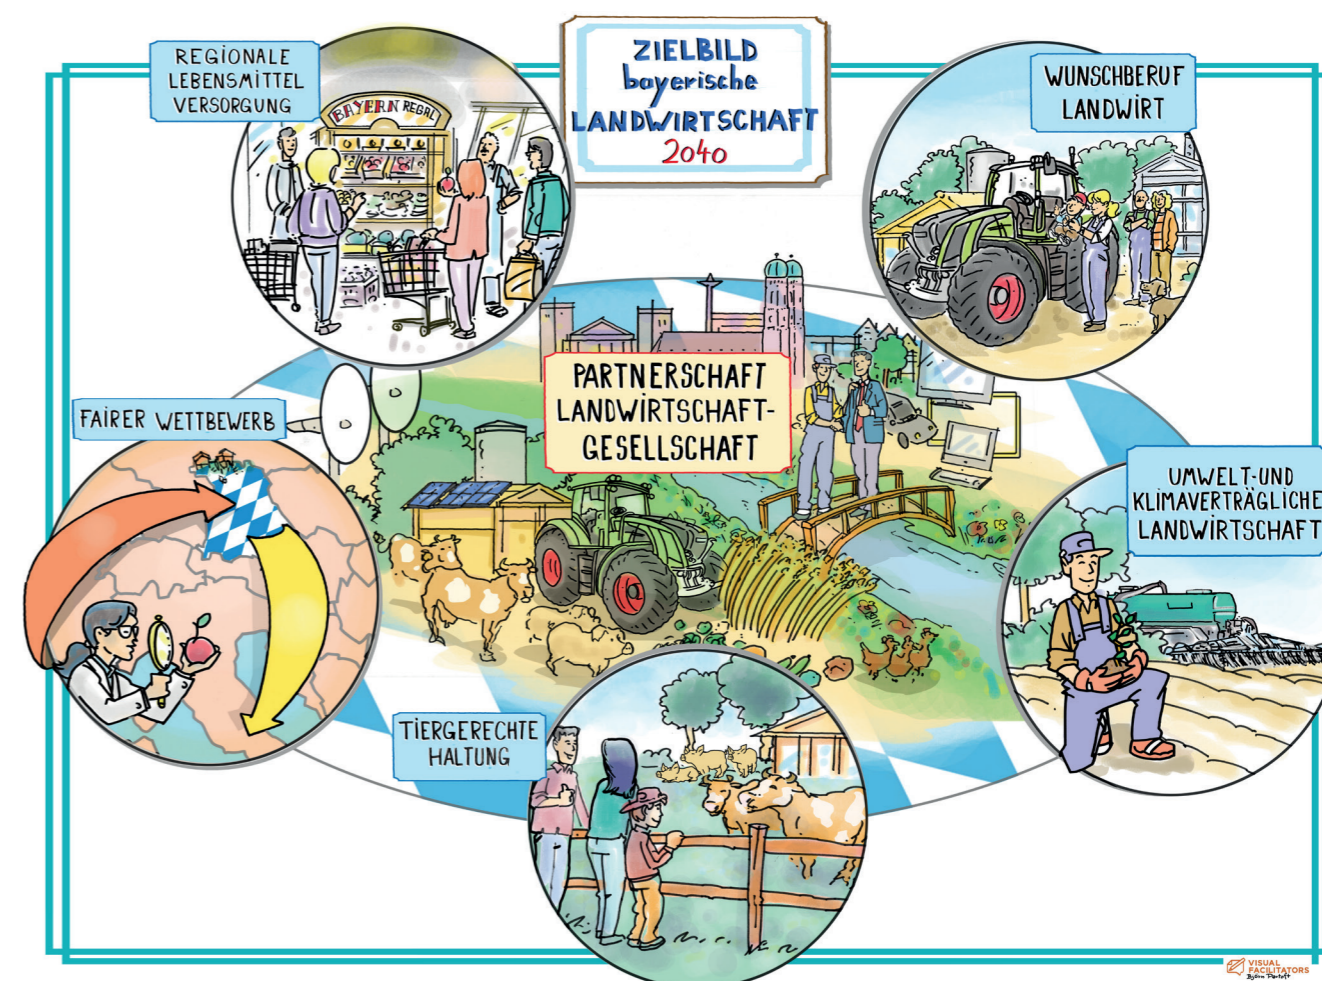 ZIELBILD
bayerische
LANDWIRTSCHAFT
2040
REGIONALE
LEBENSMITTEL
VERSORGUNG
BAYERN REGAL
WUNSCHBERUF
LANDWIRT
PARTNERSCHAFT
LANDWIRTSCHAFT-
GESELLSCHAFT
FAIRER WETTBEWERB
UMWELT-UND
KLIMAVERTRÄGLICHE
LANDWIRTSCHAFT
TIERGERECHTE
HALTUNG
VISUAL
FACILITATORS